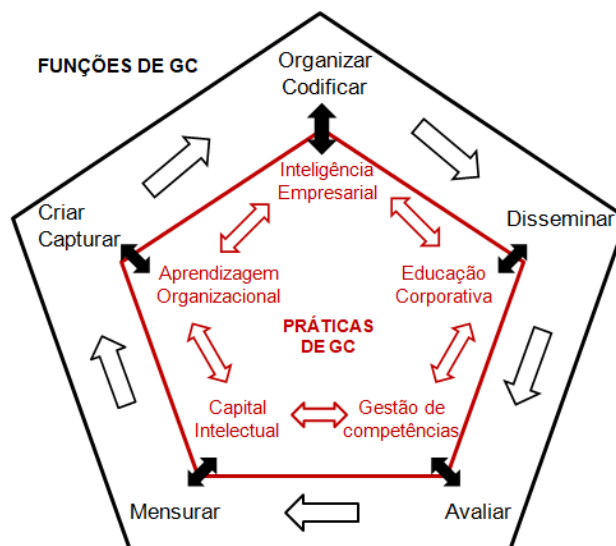 FUNÇÕES DE GC
Organizar
Codificar
Inteligência
Empresarial
Criar
Capturar
Disseminar
Aprendizagem
Organizacional
Educação
Corporativa
PRÁTICAS
DE GC
Capital
Intelectual
Gestão de
competências
Mensurar
Avaliar